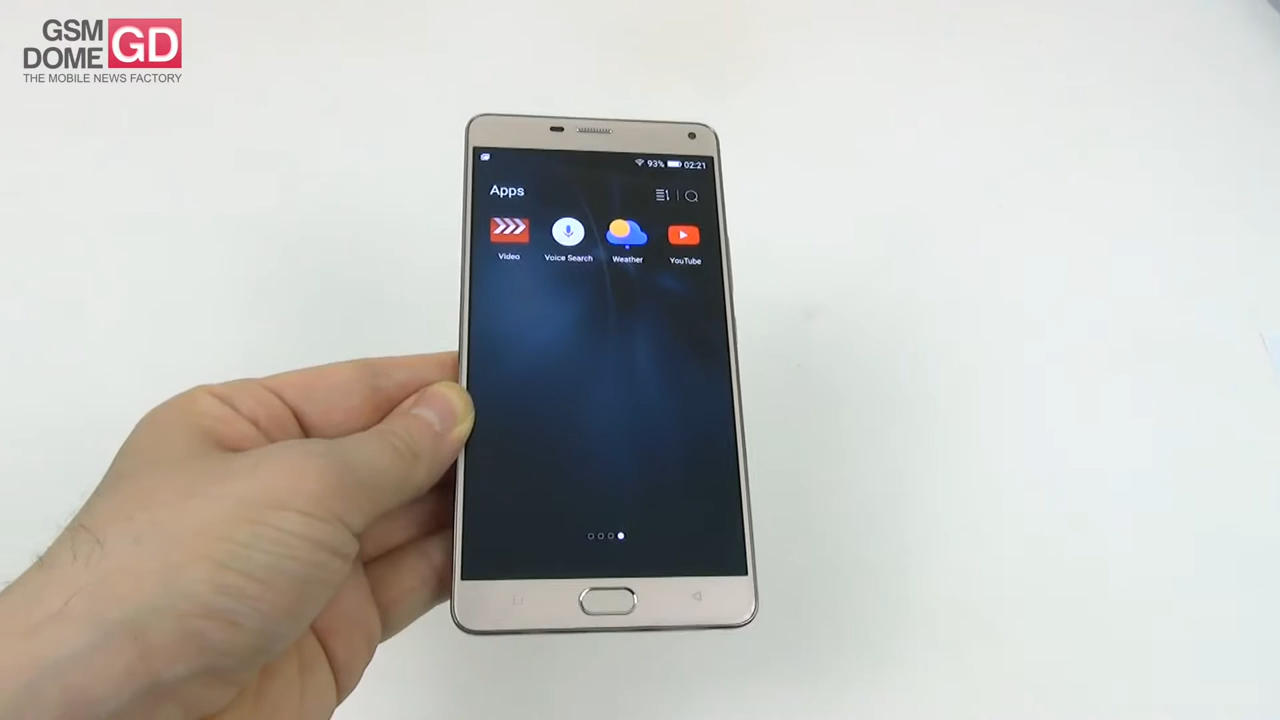 GSM
DOME GD
THE MOBILE NEWS FACTORY
93% 02:21
Apps
Video
Voice Search
Weather
YouTube